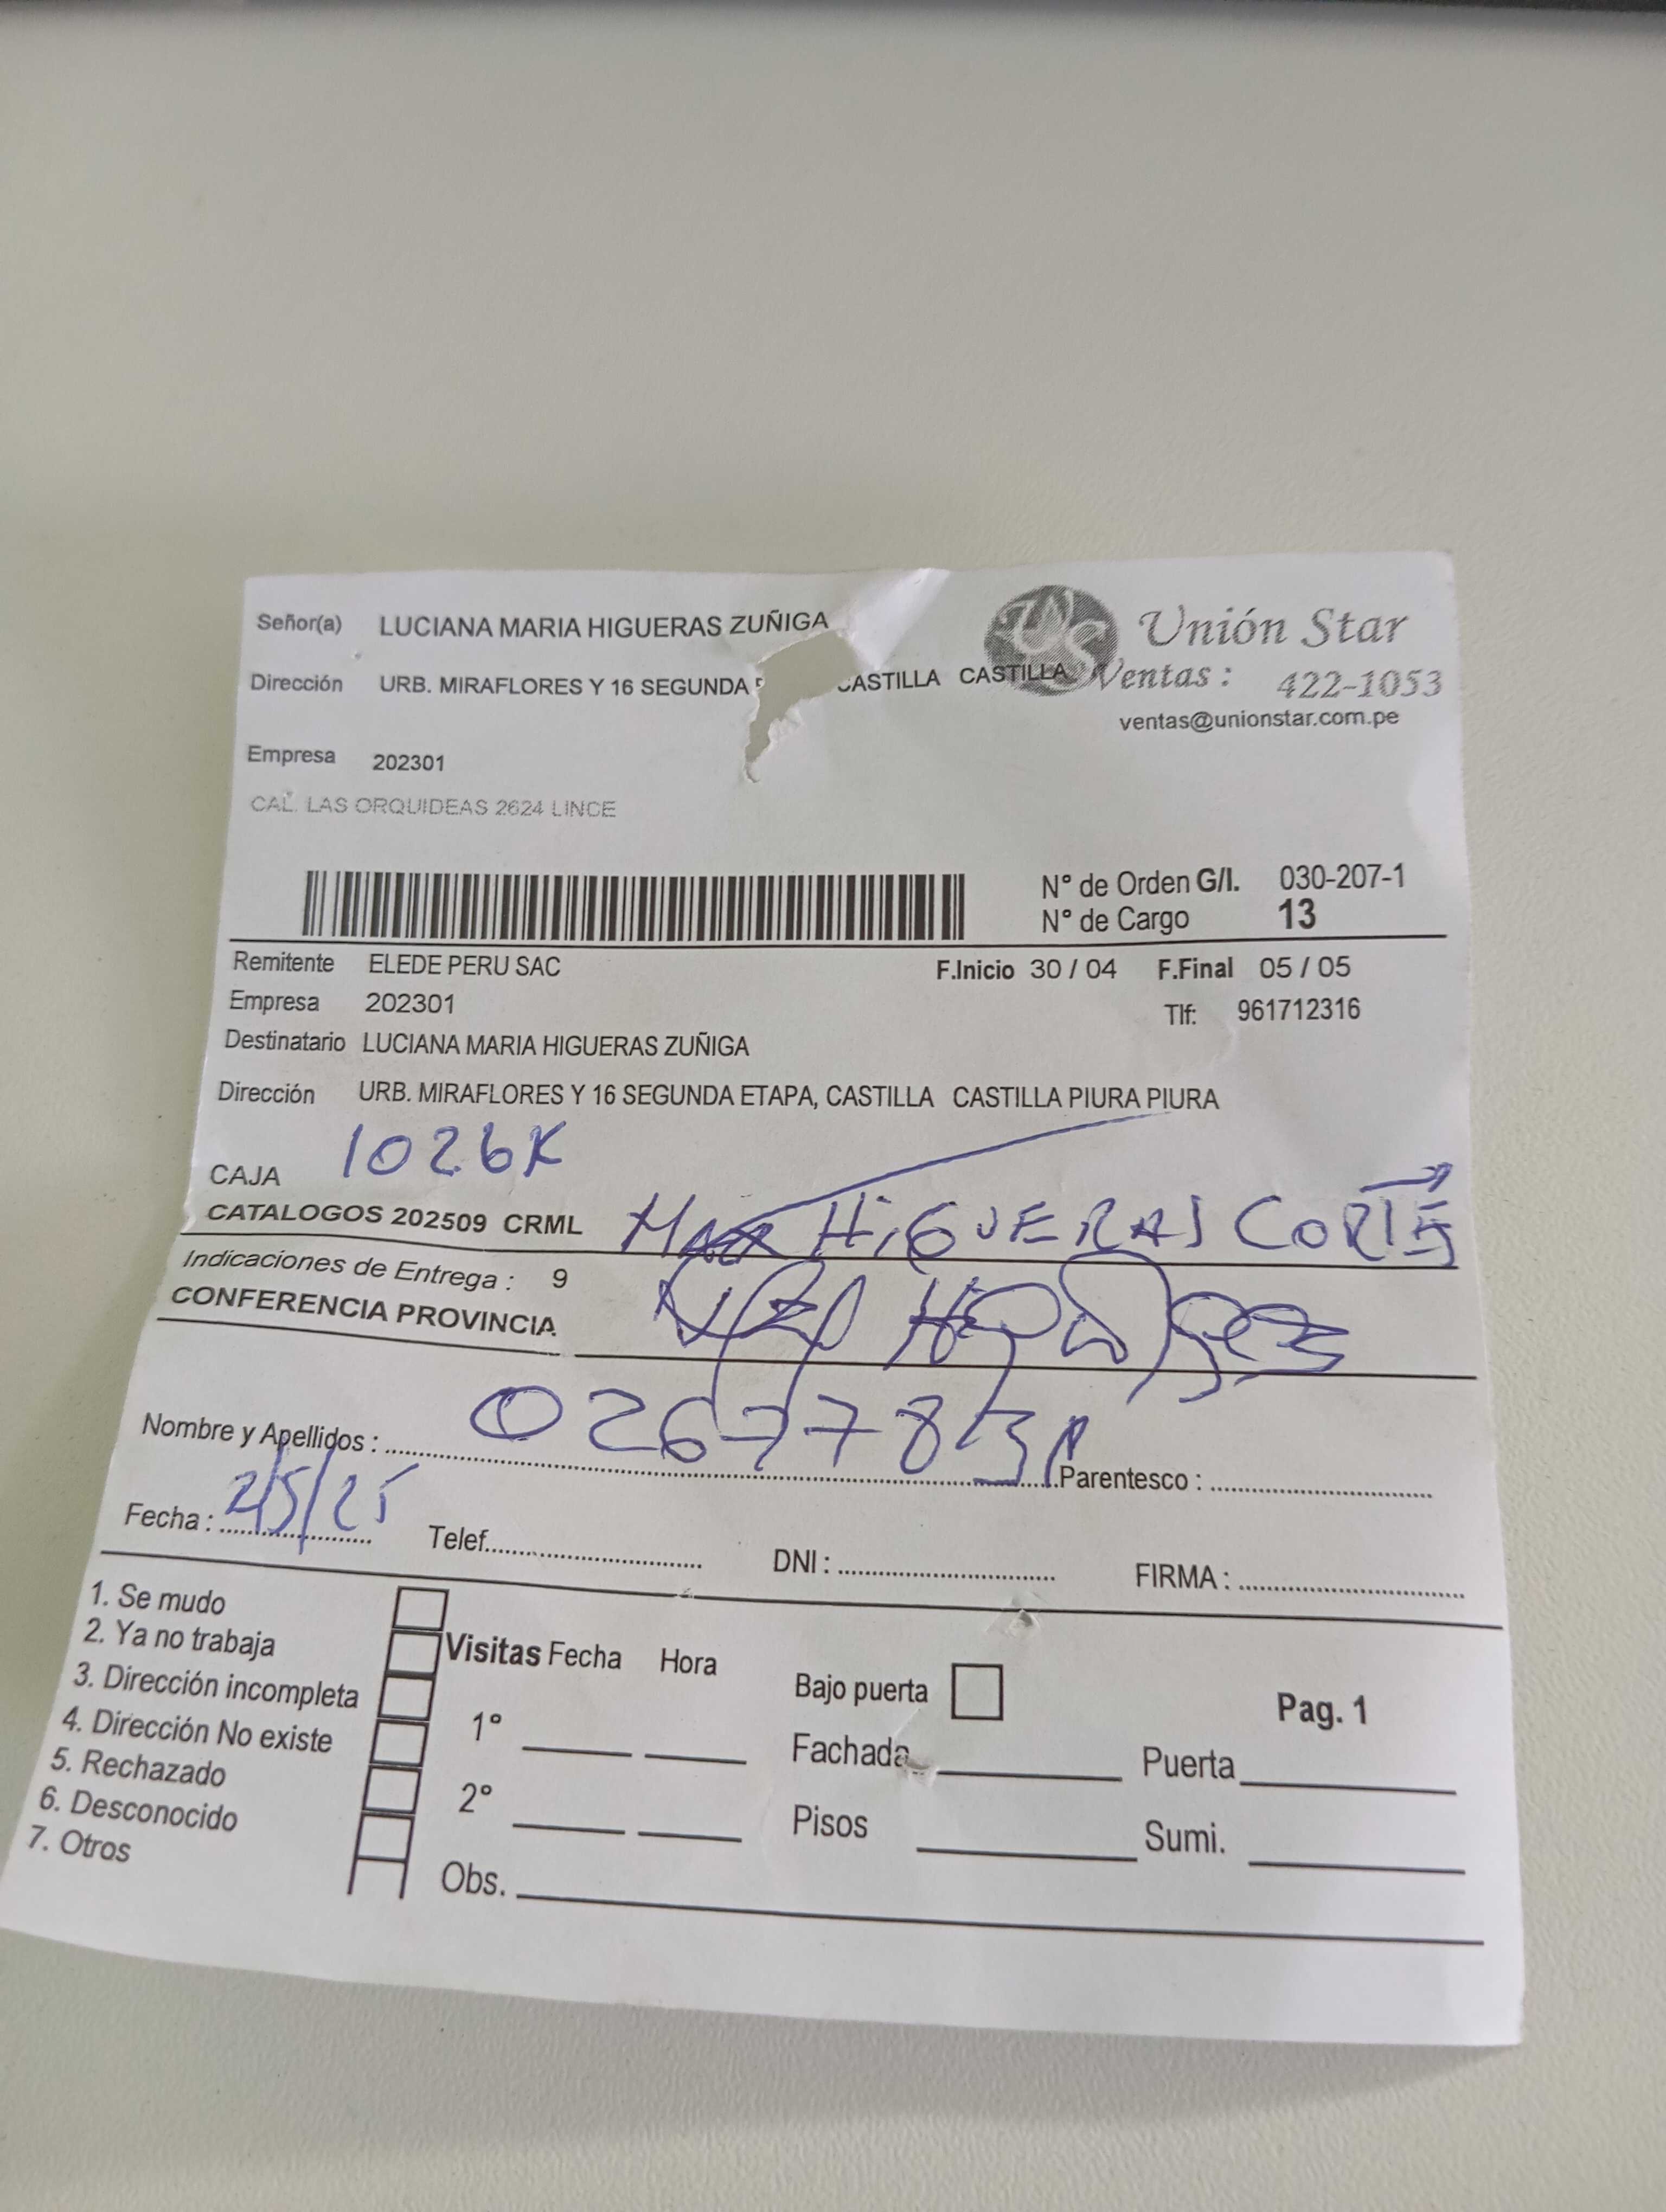 Señor(a) LUCIANA MARIA HIGUERAS ZUÑIGA
Unión Star
Dirección URB. MIRAFLORES Y 16 SEGUNDA CASTILLA CASTILLA
Ventas : 422-1053
ventas@unionstar.com.pe
Empresa 202301
CAL. LAS ORQUIDEAS 2624 LINCE
N° de Orden G/I. 030-207-1
N° de Cargo 13
Remitente ELEDE PERU SAC F.Inicio 30 / 04 F.Final 05 / 05
Empresa 202301 Tlf: 961712316
Destinatario LUCIANA MARIA HIGUERAS ZUÑIGA
Dirección URB. MIRAFLORES Y 16 SEGUNDA ETAPA, CASTILLA CASTILLA PIURA PIURA
CAJA 1026K
CATALOGOS 202509 CRML HIGUERAS CORTÉS
Indicaciones de Entrega : 9
CONFERENCIA PROVINCIA
Nombre y Apellidos : Parentesco :
Fecha : 2/5/25 Telef. DNI : FIRMA :
1. Se mudo
2. Ya no trabaja
3. Dirección incompleta
4. Dirección No existe
5. Rechazado
6. Desconocido
7. Otros
Visitas Fecha Hora
1°
2°
Obs.
Bajo puerta Pag. 1
Fachada Puerta
Pisos Sumi.